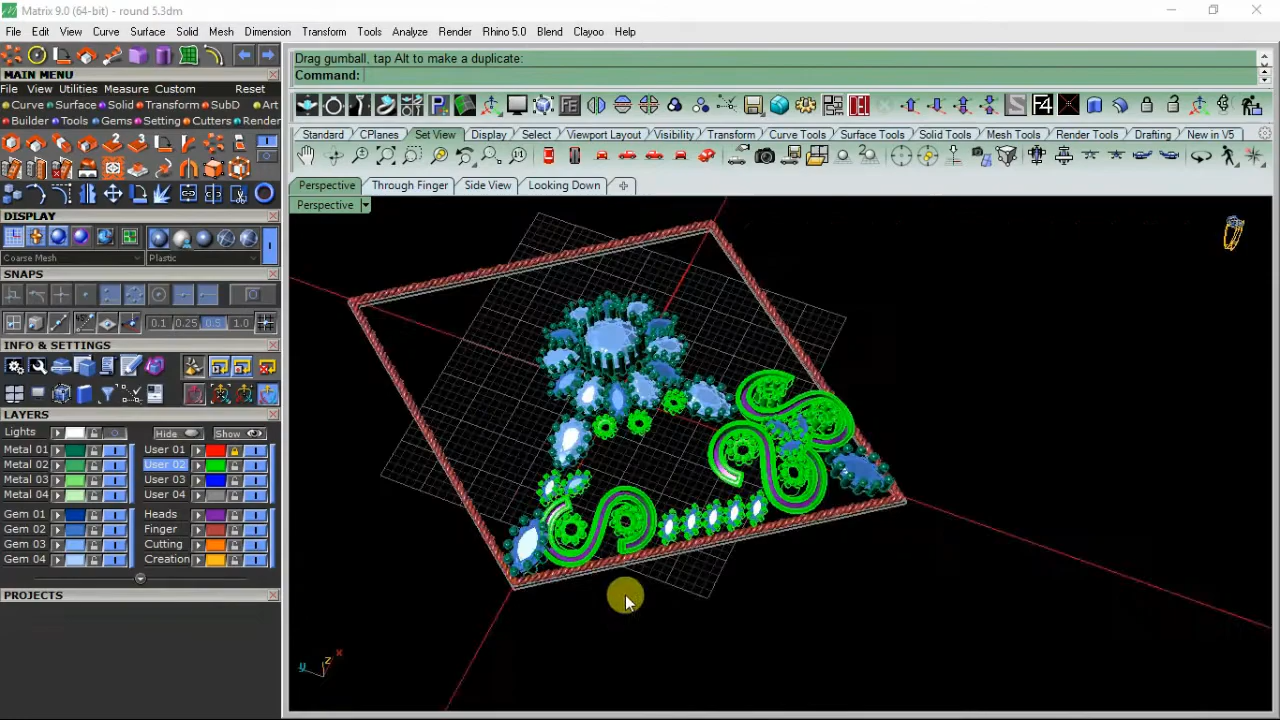 Matrix 9.0 (64-bit) - round 5.3dm
File Edit View Curve Surface Solid Mesh Dimension Transform Tools Analyze Render Rhino 5.0 Blend Clayoo Help
Drag gumball, tap Alt to make a duplicate:
Command:
MAIN MENU
File View Utilities Measure Custom Reset
Curve Surface Solid Transform SubD Art
Builder Tools Gems Setting Cutters Render
Standard CPlanes Set View Display Select Viewport Layout Visibility Transform Curve Tools Surface Tools Solid Tools Mesh Tools Render Tools Drafting New in V5
Perspective Through Finger Side View Looking Down
Perspective
DISPLAY
Coarse Mesh Plastic
SNAPS
0.1 0.25 0.5 1.0
INFO & SETTINGS
LAYERS
Lights Hide Show
Metal 01 User 01
Metal 02 User 02
Metal 03 User 03
Metal 04 User 04
Gem 01 Heads
Gem 02 Finger
Gem 03 Cutting
Gem 04 Creation
PROJECTS
F4
y z x